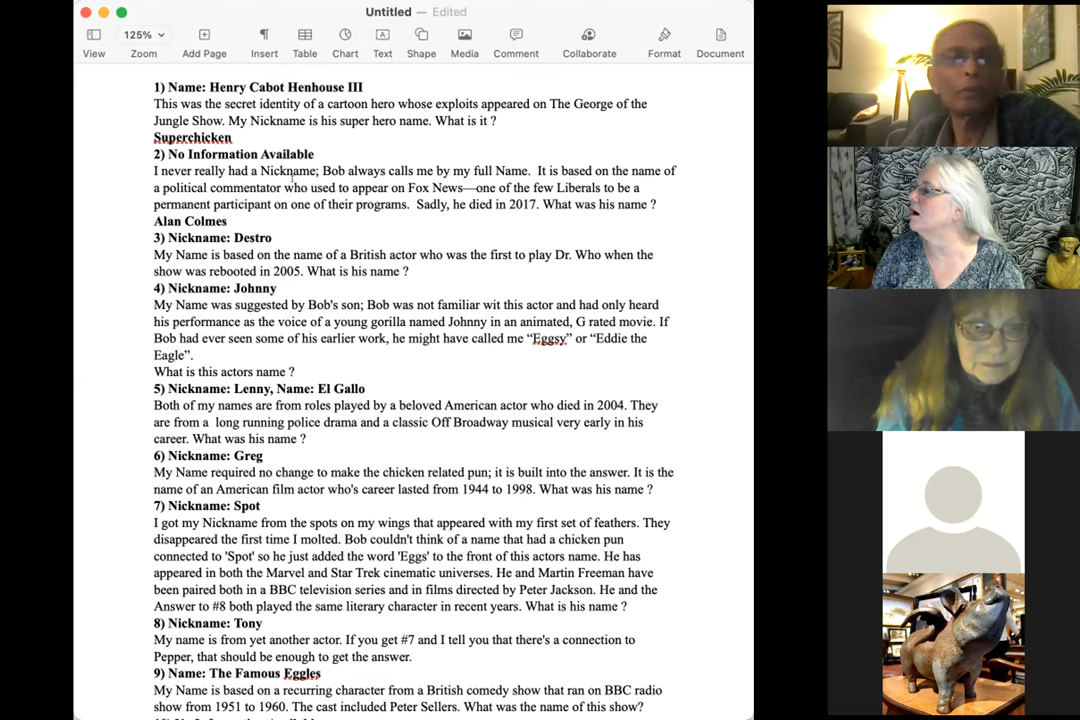 Untitled — Edited
125%
View Zoom Add Page Insert Table Chart Text Shape Media Comment Collaborate Format Document
1) Name: Henry Cabot Henhouse III
This was the secret identity of a cartoon hero whose exploits appeared on The George of the
Jungle Show. My Nickname is his super hero name. What is it ?
Superchicken
2) No Information Available
I never really had a Nickname; Bob always calls me by my full Name. It is based on the name of
a political commentator who used to appear on Fox News—one of the few Liberals to be a
permanent participant on one of their programs. Sadly, he died in 2017. What was his name ?
Alan Colmes
3) Nickname: Destro
My Name is based on the name of a British actor who was the first to play Dr. Who when the
show was rebooted in 2005. What is his name ?
4) Nickname: Johnny
My Name was suggested by Bob's son; Bob was not familiar wit this actor and had only heard
his performance as the voice of a young gorilla named Johnny in an animated, G rated movie. If
Bob had ever seen some of his earlier work, he might have called me “Eggsy” or “Eddie the
Eagle”.
What is this actors name ?
5) Nickname: Lenny, Name: El Gallo
Both of my names are from roles played by a beloved American actor who died in 2004. They
are from a long running police drama and a classic Off Broadway musical very early in his
career. What was his name ?
6) Nickname: Greg
My Name required no change to make the chicken related pun; it is built into the answer. It is the
name of an American film actor who's career lasted from 1944 to 1998. What was his name ?
7) Nickname: Spot
I got my Nickname from the spots on my wings that appeared with my first set of feathers. They
disappeared the first time I molted. Bob couldn't think of a name that had a chicken pun
connected to 'Spot' so he just added the word 'Eggs' to the front of this actors name. He has
appeared in both the Marvel and Star Trek cinematic universes. He and Martin Freeman have
been paired both in a BBC television series and in films directed by Peter Jackson. He and the
Answer to #8 both played the same literary character in recent years. What is his name ?
8) Nickname: Tony
My name is from yet another actor. If you get #7 and I tell you that there's a connection to
Pepper, that should be enough to get the answer.
9) Name: The Famous Eggles
My Name is based on a recurring character from a British comedy show that ran on BBC radio
show from 1951 to 1960. The cast included Peter Sellers. What was the name of this show?